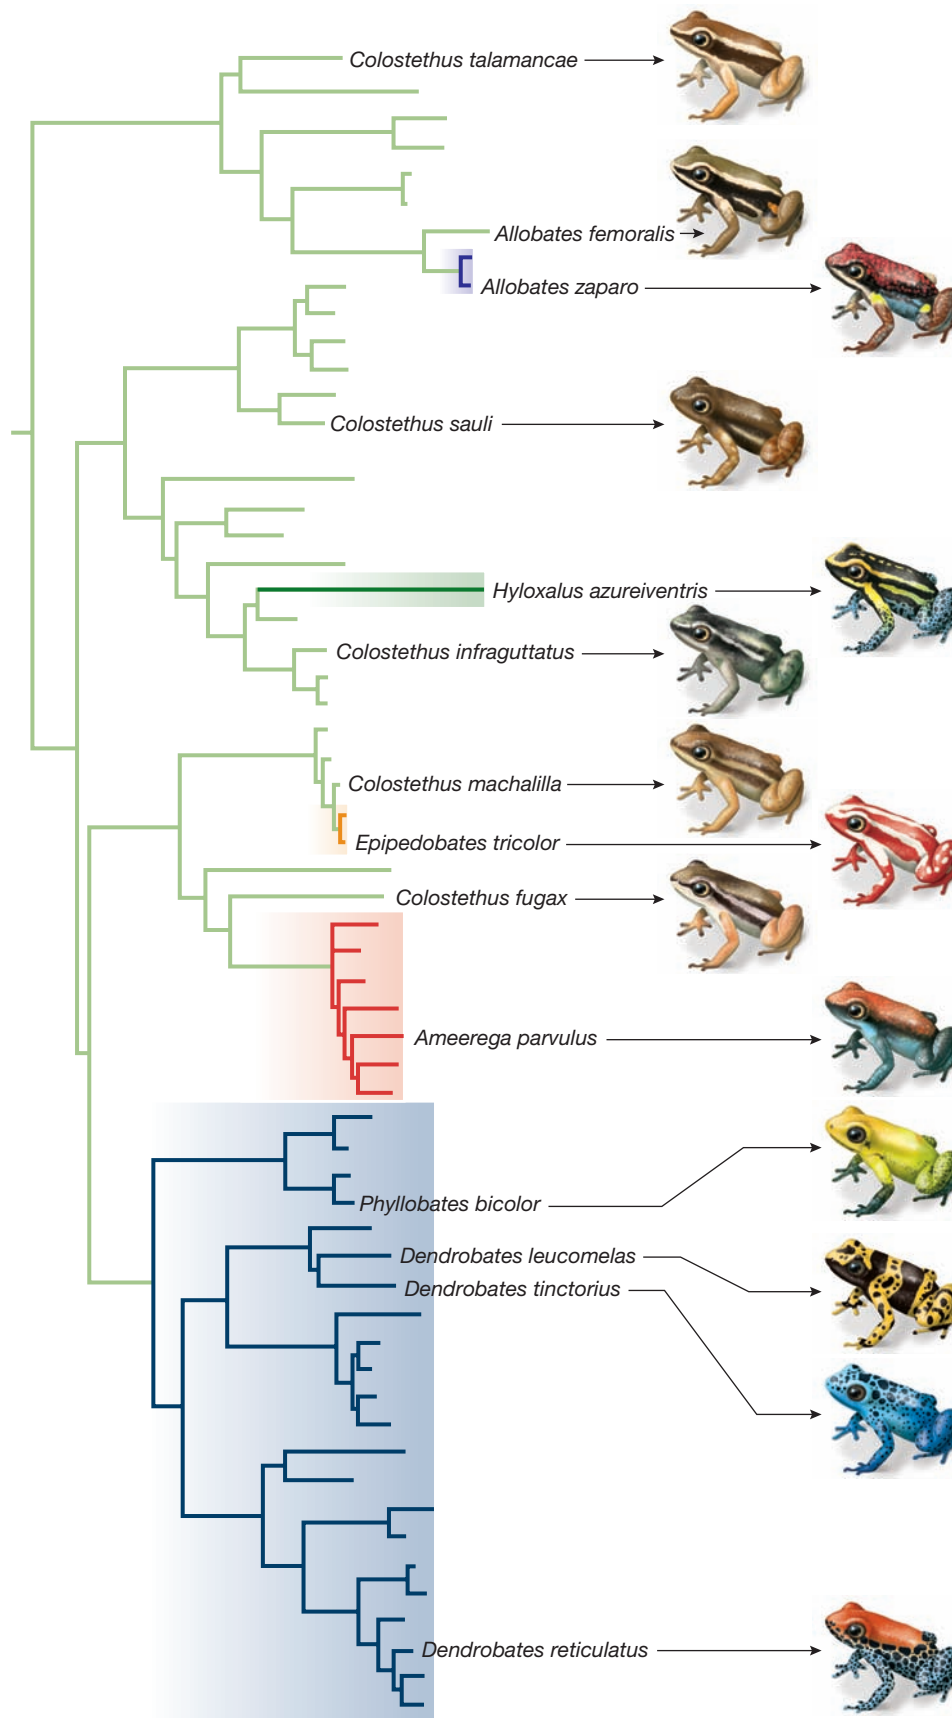 Colostethus talamancae
Allobates femoralis
Allobates zaparo
Colostethus sauli
Hyloxalus azureiventris
Colostethus infraguttatus
Colostethus machalilla
Epipedobates tricolor
Colostethus fugax
Ameerega parvulus
Phyllobates bicolor
Dendrobates leucomelas
Dendrobates tinctorius
Dendrobates reticulatus